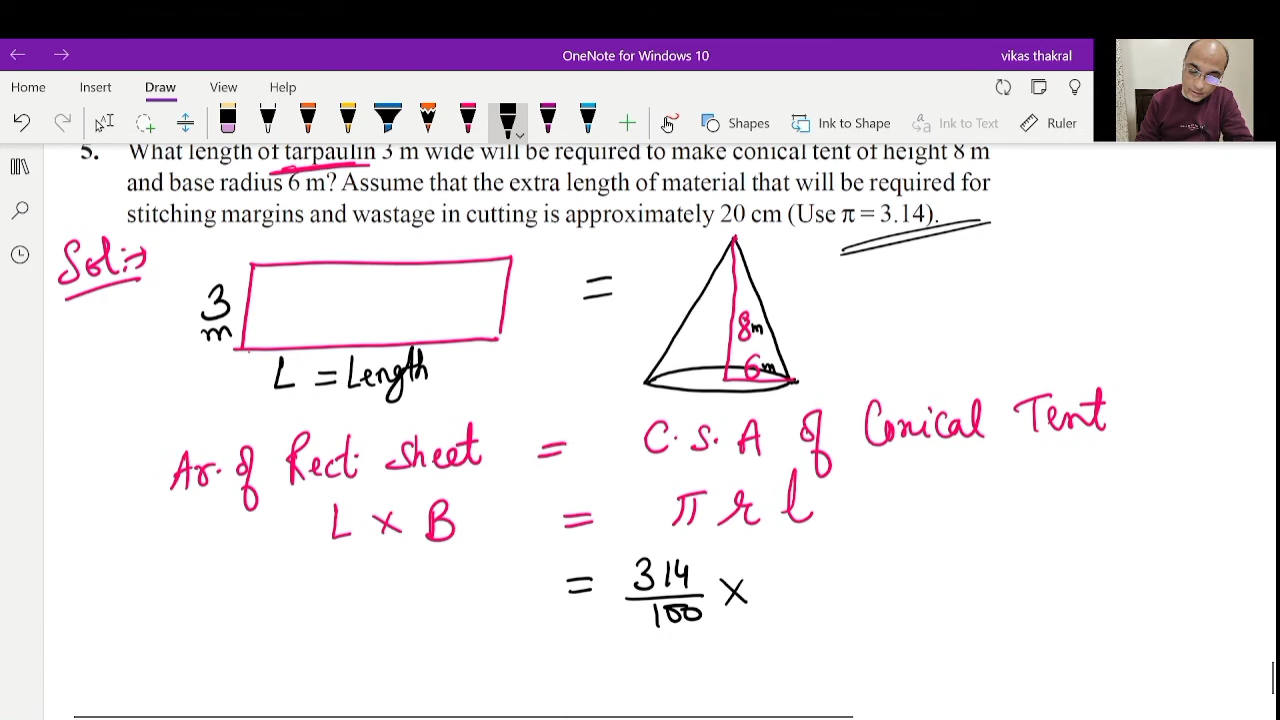 OneNote for Windows 10
vikas thakral
Home Insert Draw View Help
Shapes Ink to Shape Ink to Text Ruler
5. What length of tarpaulin 3 m wide will be required to make conical tent of height 8 m
and base radius 6 m? Assume that the extra length of material that will be required for
stitching margins and wastage in cutting is approximately 20 cm (Use π = 3.14).
Sol:→
3 m
L = Length
=
8m
6m
Ar. of Rect. Sheet = C.S.A of Conical Tent
L × B = π r l
= 314/100 ×